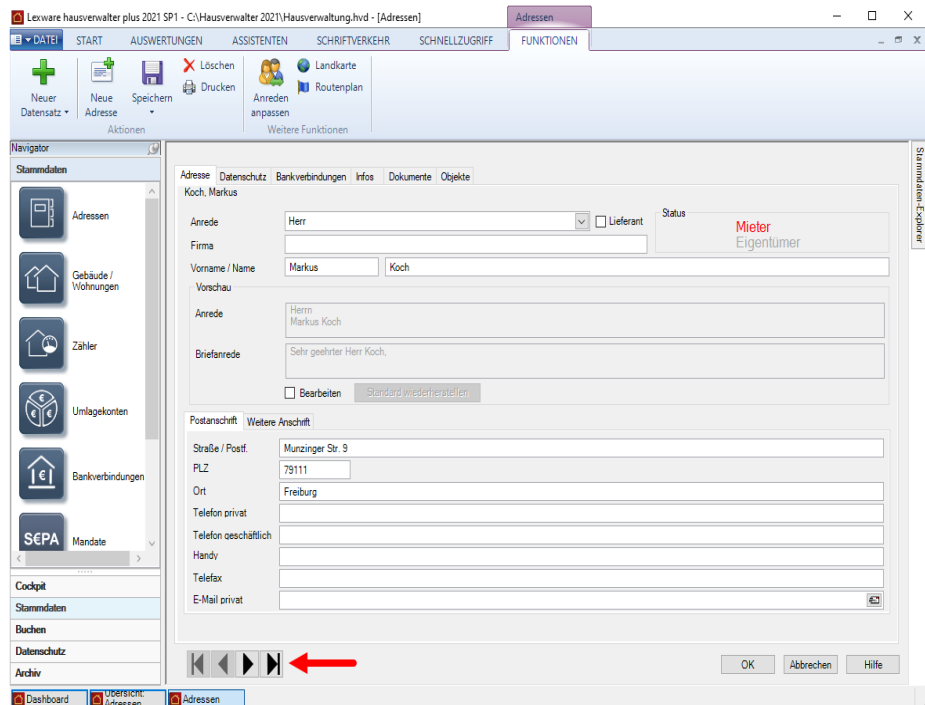 Lexware hausverwalter plus 2021 SP1 - C:\Hausverwalter 2021\Hausverwaltung.hvd - [Adressen]
Adressen
DATEI START AUSWERTUNGEN ASSISTENTEN SCHRIFTVERKEHR SCHNELLZUGRIFF FUNKTIONEN
Neuer Datensatz
Neue Adresse
Speichern
Löschen
Drucken
Aktionen
Anreden anpassen
Landkarte
Routenplan
Weitere Funktionen
Navigator
Stammdaten
Adressen
Gebäude /
Wohnungen
Zähler
Umlagekonten
Bankverbindungen
S€PA Mandate
Cockpit
Stammdaten
Buchen
Datenschutz
Archiv
Adresse Datenschutz Bankverbindungen Infos Dokumente Objekte
Koch, Markus
Anrede Herr Lieferant
Status
Mieter
Eigentümer
Firma
Vorname / Name Markus Koch
Vorschau
Anrede Herrn
Markus Koch
Briefanrede Sehr geehrter Herr Koch,
Bearbeiten Standard wiederherstellen
Postanschrift Weitere Anschrift
Straße / Postf. Munzinger Str. 9
PLZ 79111
Ort Freiburg
Telefon privat
Telefon geschäftlich
Handy
Telefax
E-Mail privat
OK Abbrechen Hilfe
Stammdaten-Explorer
Dashboard Übersicht: Adressen Adressen